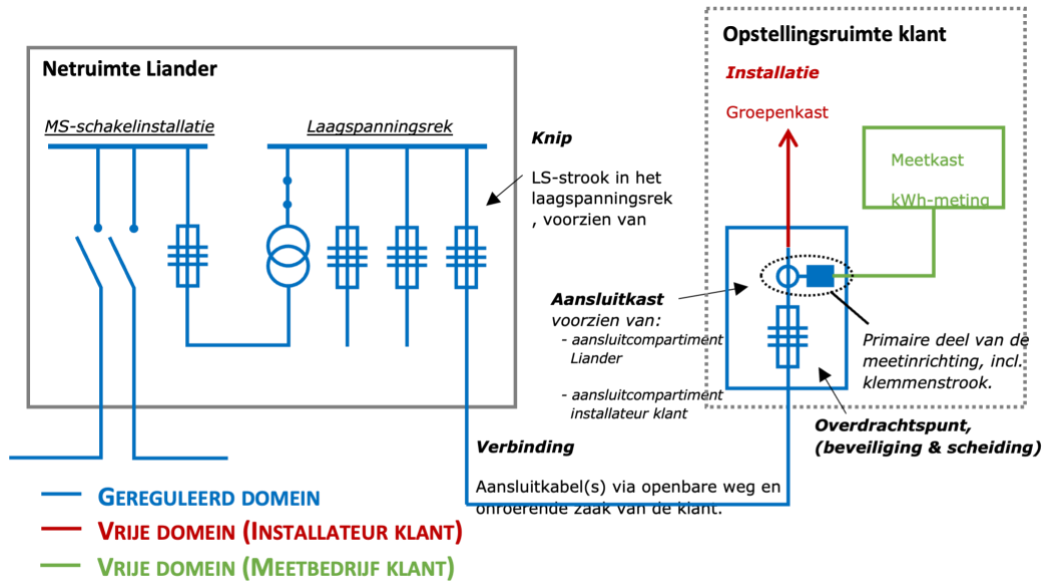 Opstellingsruimte klant
Netruimte Liander
Installatie
MS-schakelinstallatie
Laagspanningsrek
Groepenkast
Knip
LS-strook in het
laagspanningsrek
, voorzien van
Meetkast
kWh-meting
Aansluitkast
voorzien van:
- aansluitcompartiment
Liander
- aansluitcompartiment
installateur klant
Primaire deel van de
meetinrichting, incl.
klemmenstrook.
Overdrachtspunt,
(beveiliging & scheiding)
Verbinding
Aansluitkabel(s) via openbare weg en
onroerende zaak van de klant.
GEREGULEERD DOMEIN
VRIJE DOMEIN (INSTALLATEUR KLANT)
VRIJE DOMEIN (MEETBEDRIJF KLANT)